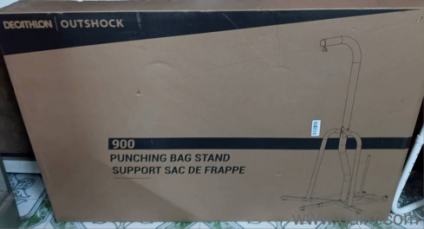 DECATHLON | OUTSHOCK
900
PUNCHING BAG STAND
SUPPORT SAC DE FRAPPE